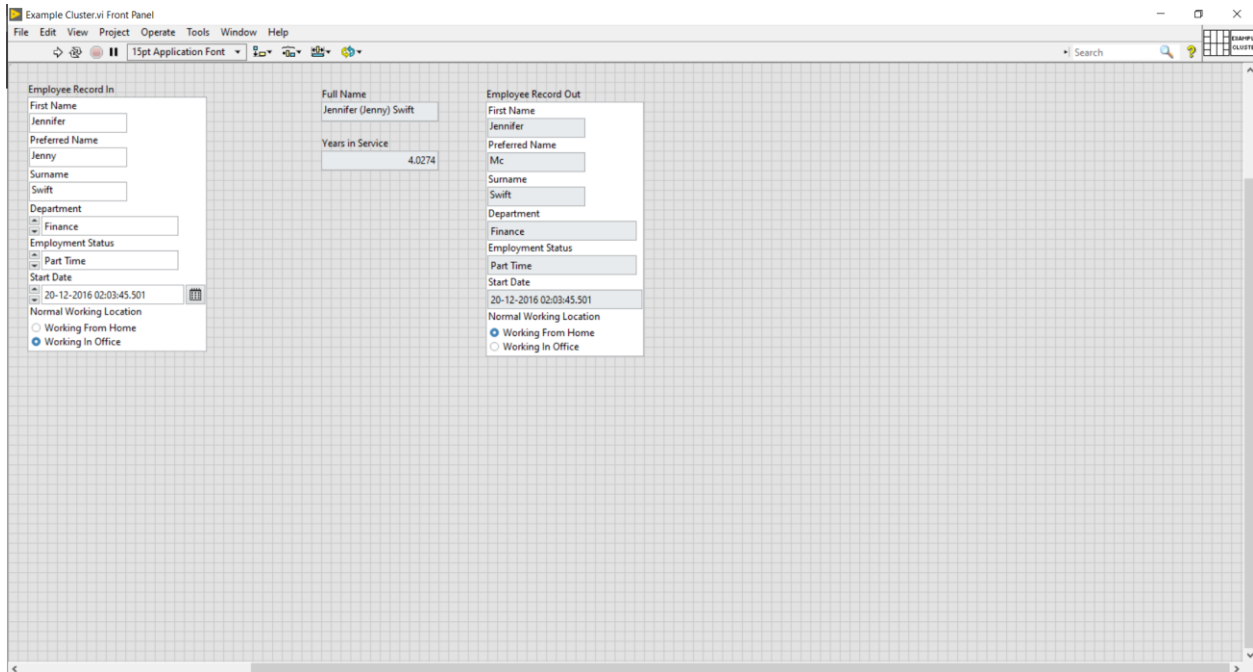 Example Cluster.vi Front Panel
File Edit View Project Operate Tools Window Help
15pt Application Font
Search
EXAMPLE
CLUSTER
Employee Record In
First Name
Jennifer
Preferred Name
Jenny
Surname
Swift
Department
Finance
Employment Status
Part Time
Start Date
20-12-2016 02:03:45.501
Normal Working Location
Working From Home
Working In Office
Full Name
Jennifer (Jenny) Swift
Years in Service
4.0274
Employee Record Out
First Name
Jennifer
Preferred Name
Mc
Surname
Swift
Department
Finance
Employment Status
Part Time
Start Date
20-12-2016 02:03:45.501
Normal Working Location
Working From Home
Working In Office